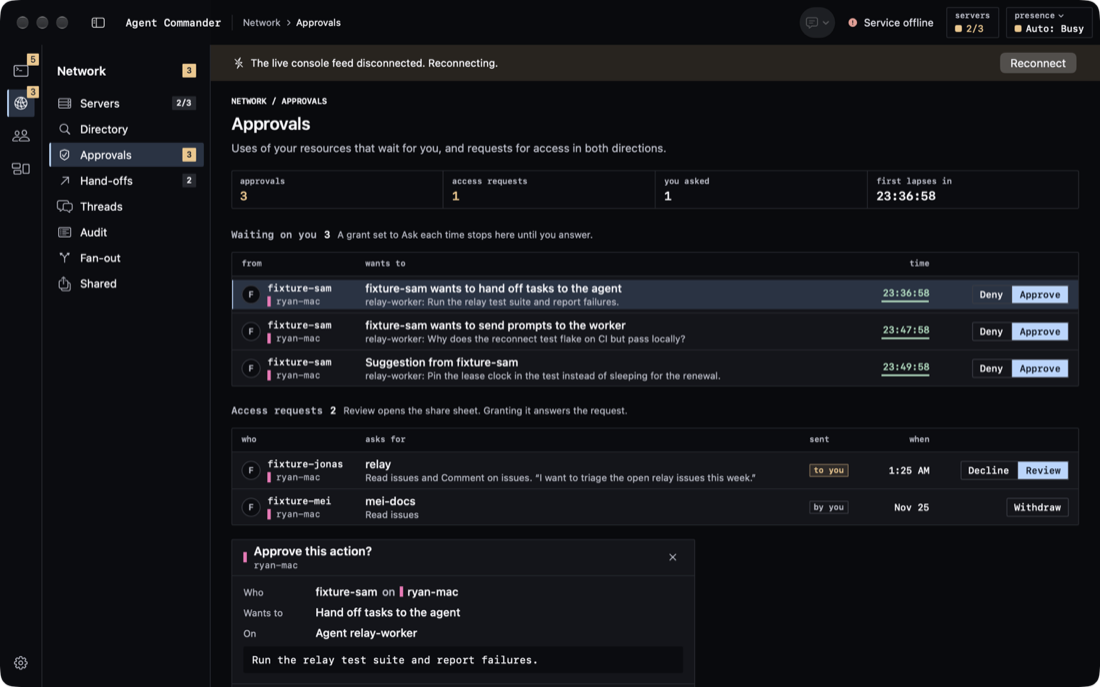 Agent Commander
Network > Approvals
Service offline
servers
2/3
presence
Auto: Busy
5
3
Network 3
Servers 2/3
Directory
Approvals 3
Hand-offs 2
Threads
Audit
Fan-out
Shared
The live console feed disconnected. Reconnecting.
Reconnect
NETWORK / APPROVALS
Approvals
Uses of your resources that wait for you, and requests for access in both directions.
approvals
3
access requests
1
you asked
1
first lapses in
23:36:58
Waiting on you 3 A grant set to Ask each time stops here until you answer.
from wants to time
F fixture-sam fixture-sam wants to hand off tasks to the agent 23:36:58 Deny Approve
ryan-mac relay-worker: Run the relay test suite and report failures.
F fixture-sam fixture-sam wants to send prompts to the worker 23:47:58 Deny Approve
ryan-mac relay-worker: Why does the reconnect test flake on CI but pass locally?
F fixture-sam Suggestion from fixture-sam 23:49:58 Deny Approve
ryan-mac relay-worker: Pin the lease clock in the test instead of sleeping for the renewal.
Access requests 2 Review opens the share sheet. Granting it answers the request.
who asks for sent when
F fixture-jonas relay to you 1:25 AM Decline Review
ryan-mac Read issues and Comment on issues. “I want to triage the open relay issues this week.”
F fixture-mei mei-docs by you Nov 25 Withdraw
ryan-mac Read issues
Approve this action?
ryan-mac
Who fixture-sam on ryan-mac
Wants to Hand off tasks to the agent
On Agent relay-worker
Run the relay test suite and report failures.